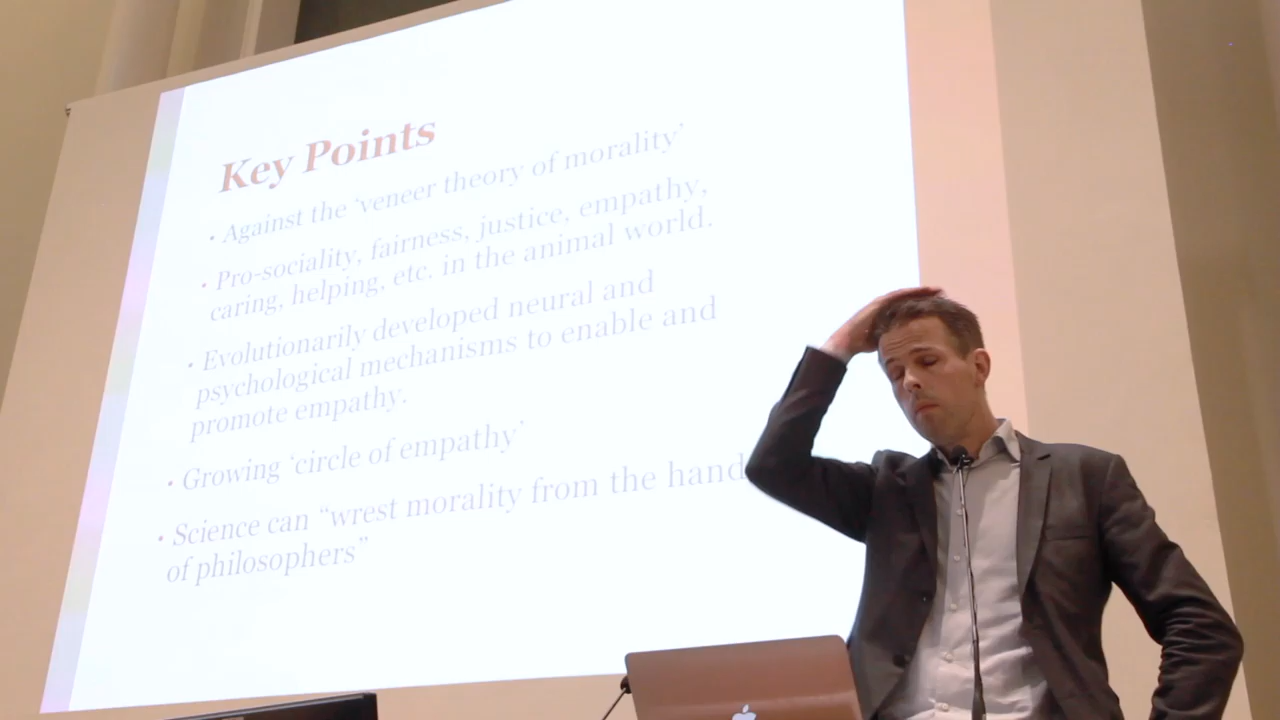 Key Points
• Against the ‘veneer theory of morality’
• Pro-sociality, fairness, justice, empathy,
caring, helping, etc. in the animal world.
• Evolutionarily developed neural and
psychological mechanisms to enable and
promote empathy.
• Growing ‘circle of empathy’
• Science can “wrest morality from the hand
of philosophers”